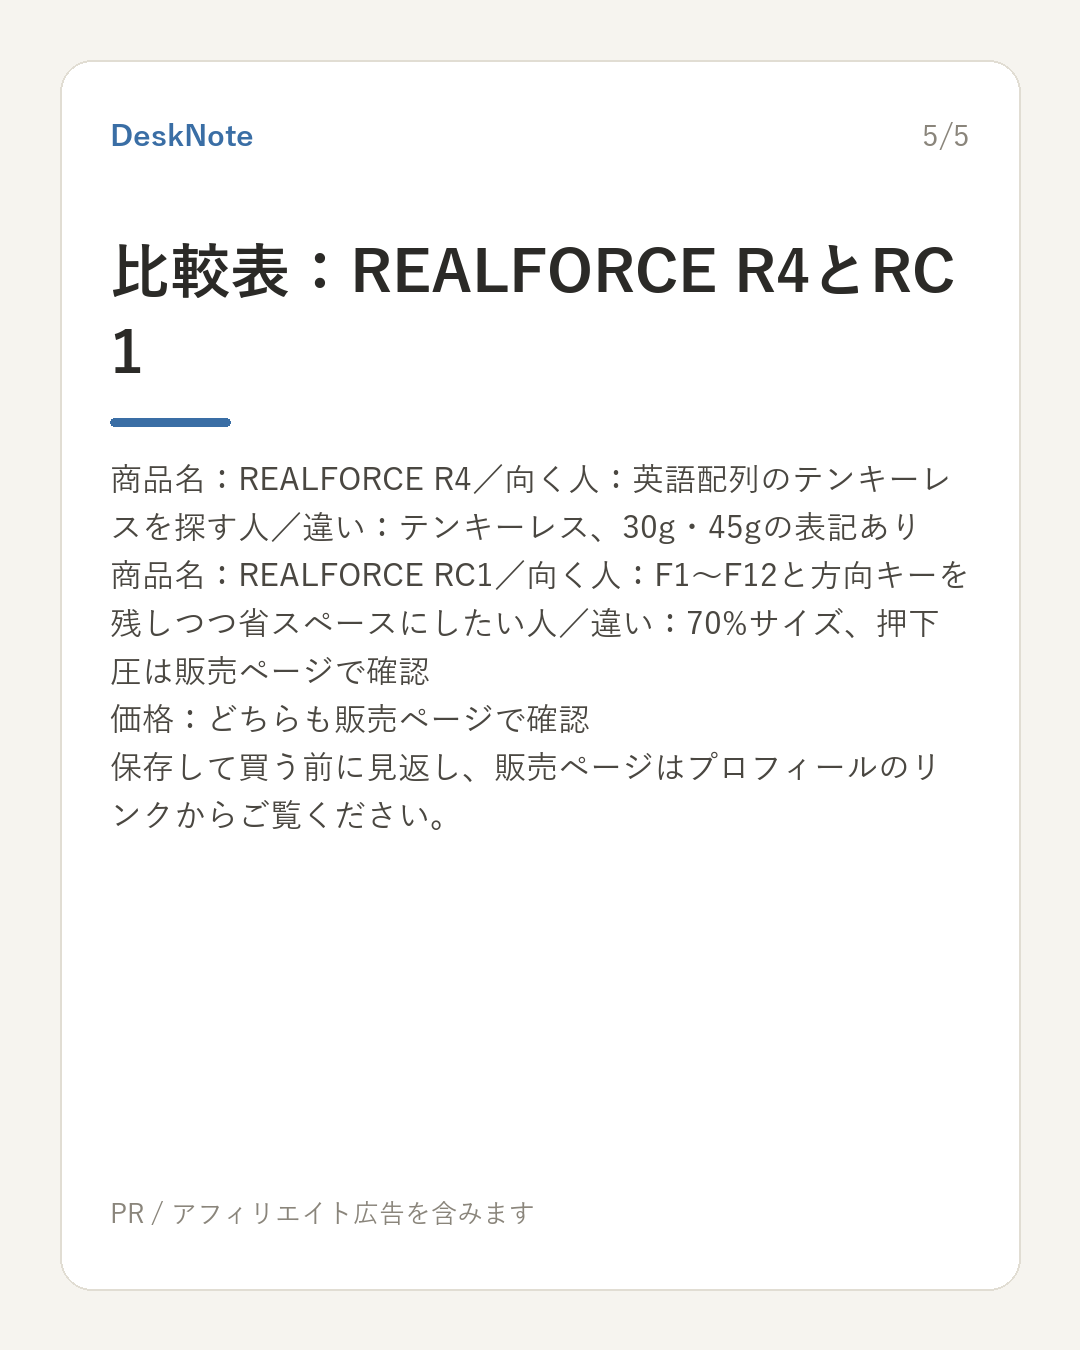 DeskNote
5/5
比較表：REALFORCE R4とRC
1
商品名：REALFORCE R4／向く人：英語配列のテンキーレ
スを探す人／違い：テンキーレス、30g・45gの表記あり
商品名：REALFORCE RC1／向く人：F1〜F12と方向キーを
残しつつ省スペースにしたい人／違い：70%サイズ、押下
圧は販売ページで確認
価格：どちらも販売ページで確認
保存して買う前に見返し、販売ページはプロフィールのリ
ンクからご覧ください。
PR / アフィリエイト広告を含みます